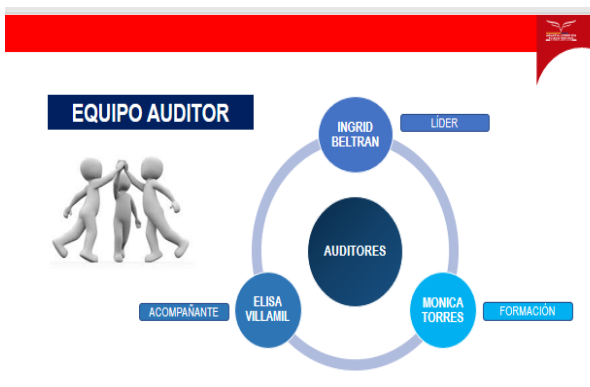 EQUIPO AUDITOR
INGRID
BELTRAN
LÍDER
AUDITORES
ACOMPAÑANTE
ELISA
VILLAMIL
MONICA
TORRES
FORMACIÓN